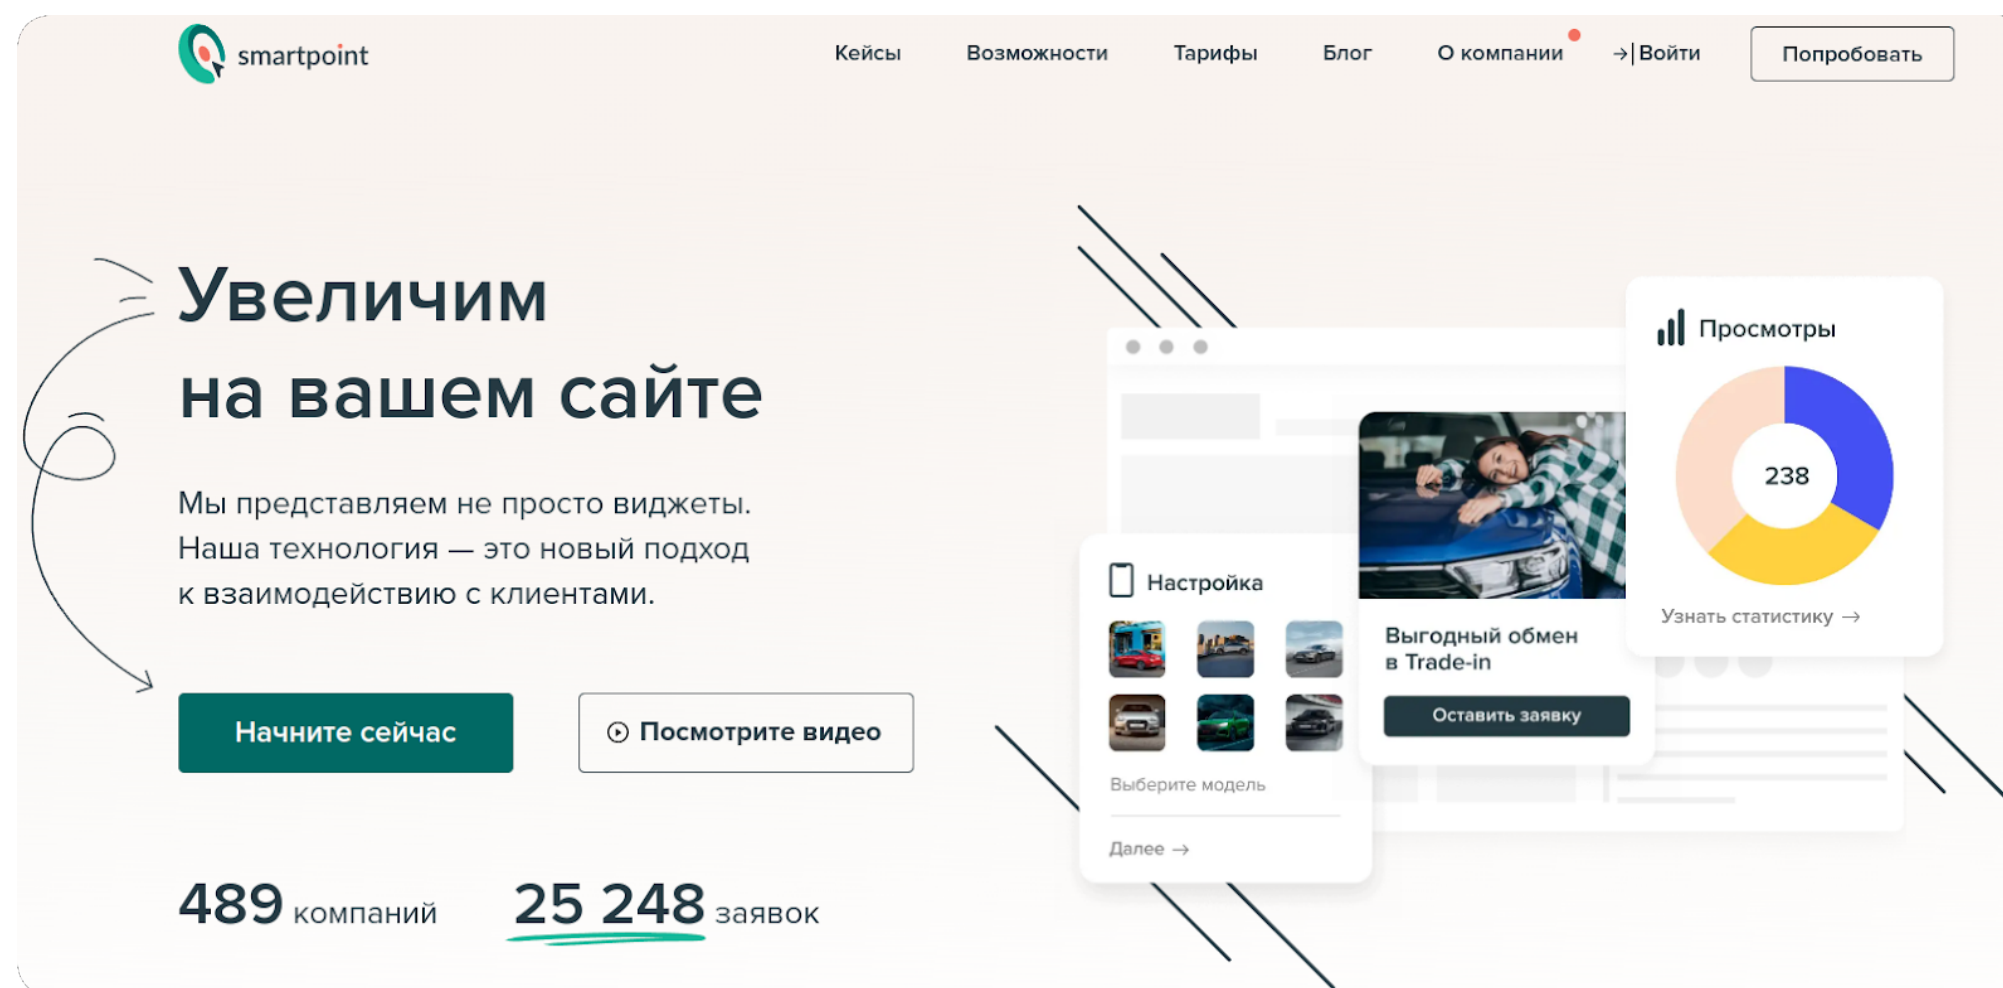 smartpoint
Кейсы
Возможности
Тарифы
Блог
О компании
Войти
Попробовать
Увеличим
на вашем сайте
Мы представляем не просто виджеты.
Наша технология — это новый подход
к взаимодействию с клиентами.
Начните сейчас
Посмотрите видео
489 компаний
25 248 заявок
Настройка
Выберите модель
Далее →
Выгодный обмен
в Trade-in
Оставить заявку
Просмотры
238
Узнать статистику →